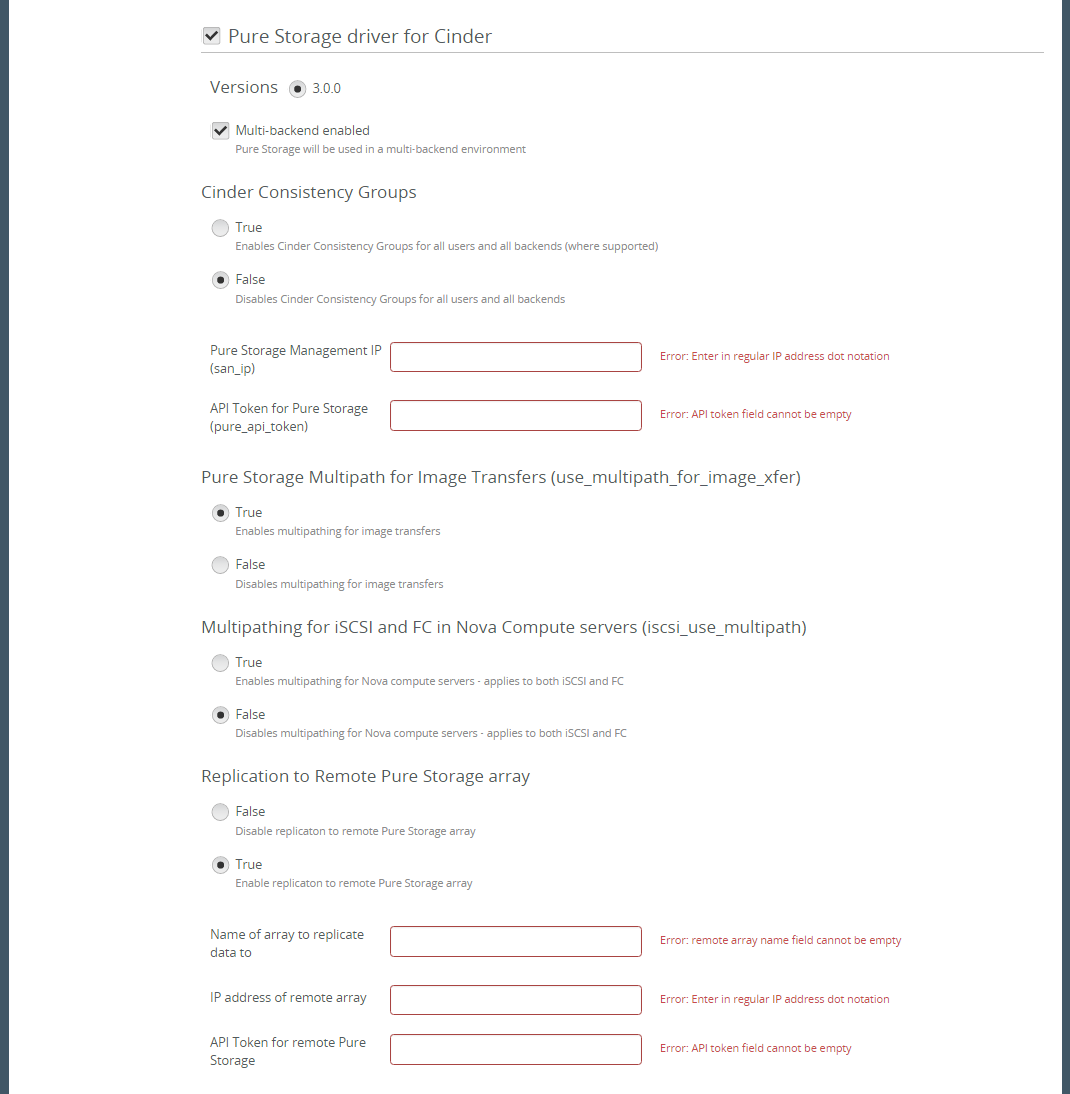 Pure Storage driver for Cinder
Versions 3.0.0
Multi-backend enabled
Pure Storage will be used in a multi-backend environment
Cinder Consistency Groups
True
Enables Cinder Consistency Groups for all users and all backends (where supported)
False
Disables Cinder Consistency Groups for all users and all backends
Pure Storage Management IP
(san_ip)
Error: Enter in regular IP address dot notation
API Token for Pure Storage
(pure_api_token)
Error: API token field cannot be empty
Pure Storage Multipath for Image Transfers (use_multipath_for_image_xfer)
True
Enables multipathing for image transfers
False
Disables multipathing for image transfers
Multipathing for iSCSI and FC in Nova Compute servers (iscsi_use_multipath)
True
Enables multipathing for Nova compute servers - applies to both iSCSI and FC
False
Disables multipathing for Nova compute servers - applies to both iSCSI and FC
Replication to Remote Pure Storage array
False
Disable replicaton to remote Pure Storage array
True
Enable replicaton to remote Pure Storage array
Name of array to replicate
data to
Error: remote array name field cannot be empty
IP address of remote array
Error: Enter in regular IP address dot notation
API Token for remote Pure
Storage
Error: API token field cannot be empty